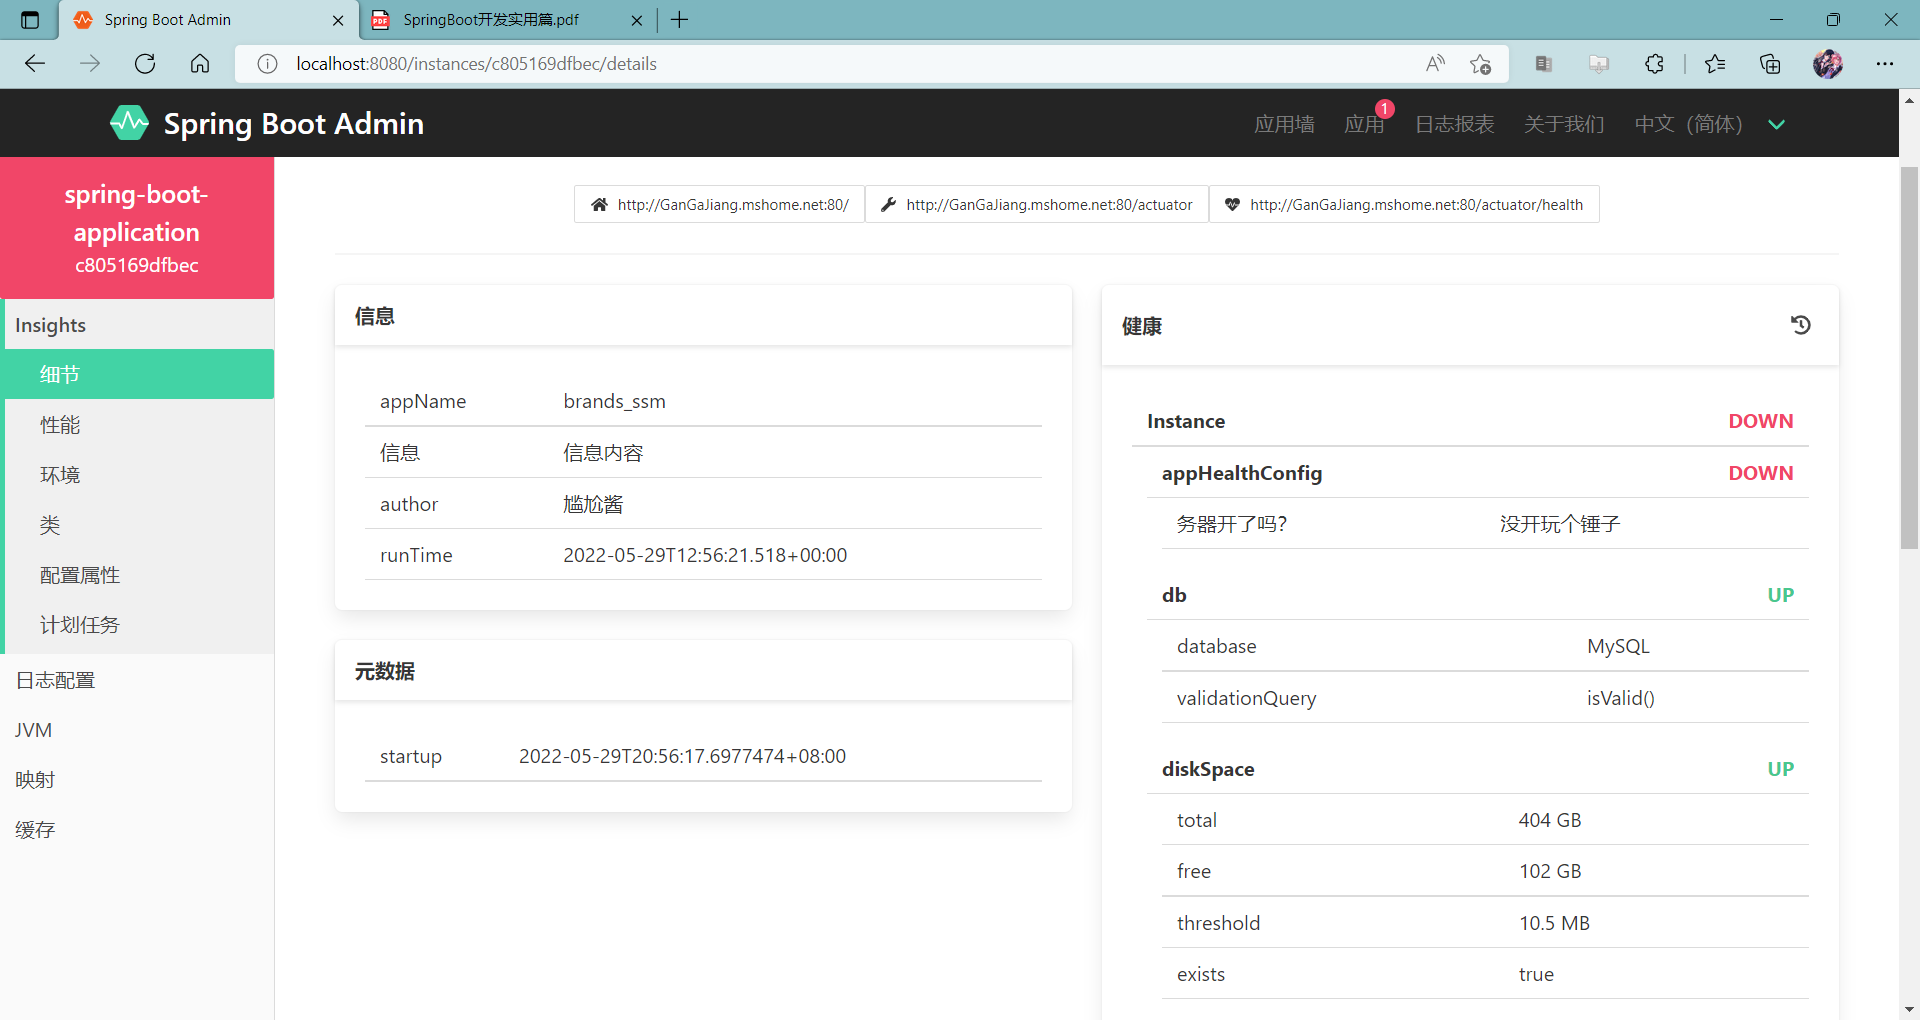 Spring Boot Admin
SpringBoot开发实用篇.pdf
localhost:8080/instances/c805169dfbec/details
Spring Boot Admin
应用墙
应用
1
日志报表
关于我们
中文（简体）
spring-boot-
application
c805169dfbec
Insights
细节
性能
环境
类
配置属性
计划任务
日志配置
JVM
映射
缓存
http://GanGaJiang.mshome.net:80/
http://GanGaJiang.mshome.net:80/actuator
http://GanGaJiang.mshome.net:80/actuator/health
信息
appName brands_ssm
信息 信息内容
author 尴尬酱
runTime 2022-05-29T12:56:21.518+00:00
元数据
startup 2022-05-29T20:56:17.6977474+08:00
健康
Instance DOWN
appHealthConfig DOWN
务器开了吗? 没开玩个锤子
db UP
database MySQL
validationQuery isValid()
diskSpace UP
total 404 GB
free 102 GB
threshold 10.5 MB
exists true